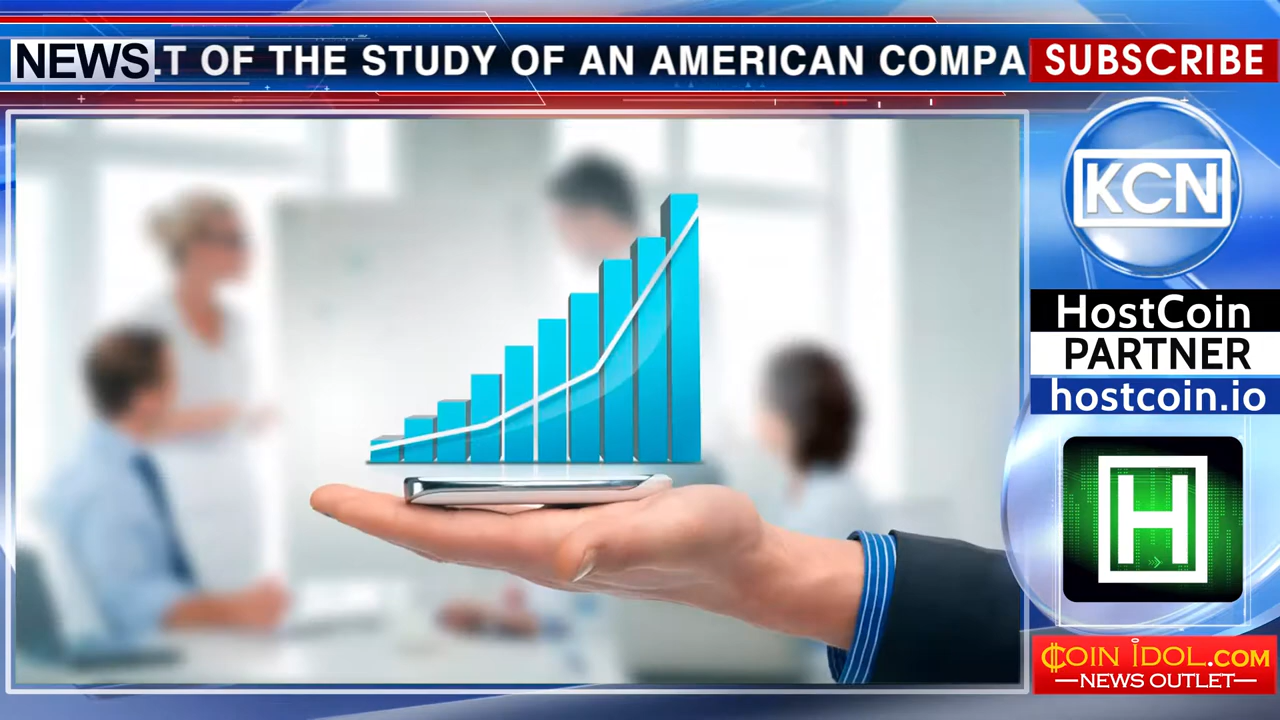 NEWS
.T OF THE STUDY OF AN AMERICAN COMPA
SUBSCRIBE
KCN
HostCoin
PARTNER
hostcoin.io
H
COIN IDOL.COM
NEWS OUTLET